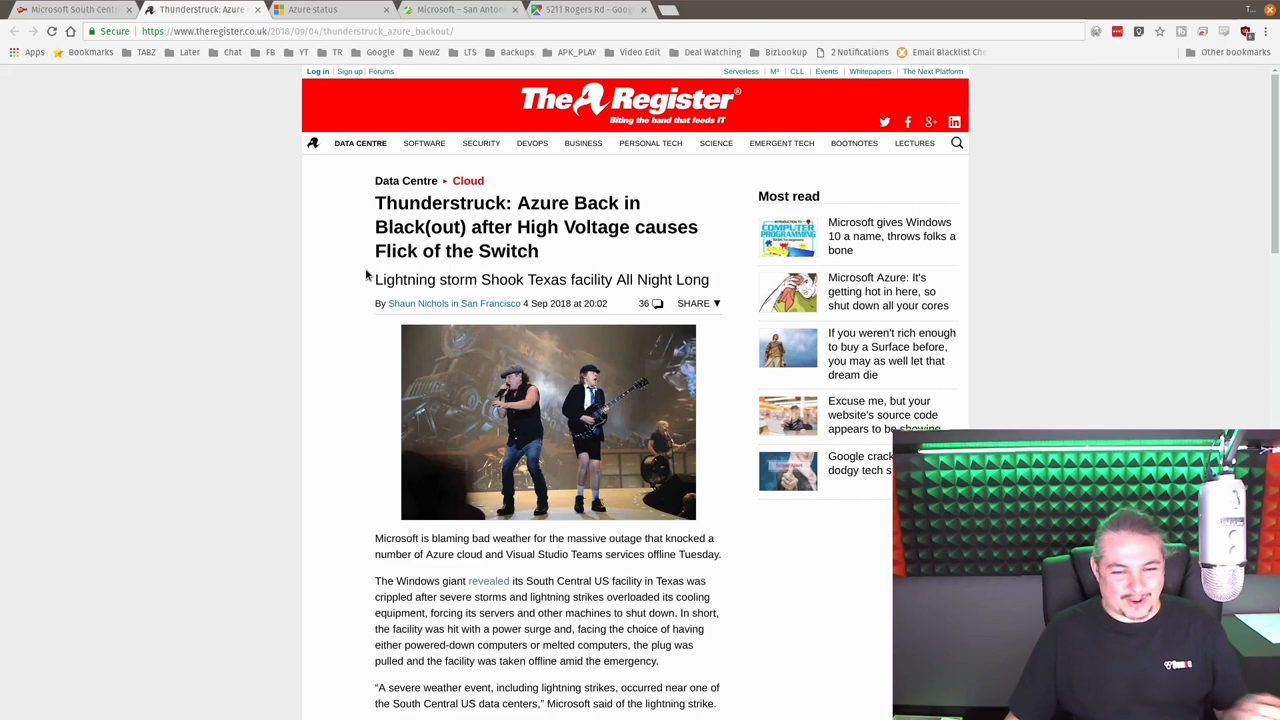 Microsoft South Centr
Thunderstruck: Azure B
Azure status
Microsoft – San Anton
5211 Rogers Rd - Goog
Secure
https://www.theregister.co.uk/2018/09/04/thunderstruck_azure_backout/
Apps
Bookmarks
TABZ
Later
Chat
FB
YT
TR
Google
NewZ
LTS
Backups
APK_PLAY
Video Edit
Deal Watching
BizLookup
2 Notifications
Email Blacklist Che
Other bookmarks
Log in
Sign up
Forums
Serverless
M³
CLL
Events
Whitepapers
The Next Platform
The Register®
Biting the hand that feeds IT
DATA CENTRE
SOFTWARE
SECURITY
DEVOPS
BUSINESS
PERSONAL TECH
SCIENCE
EMERGENT TECH
BOOTNOTES
LECTURES
Data Centre ▸ Cloud
Thunderstruck: Azure Back in
Black(out) after High Voltage causes
Flick of the Switch
Lightning storm Shook Texas facility All Night Long
By Shaun Nichols in San Francisco 4 Sep 2018 at 20:02
36
SHARE ▼
Microsoft is blaming bad weather for the massive outage that knocked a
number of Azure cloud and Visual Studio Teams services offline Tuesday.
The Windows giant revealed its South Central US facility in Texas was
crippled after severe storms and lightning strikes overloaded its cooling
equipment, forcing its servers and other machines to shut down. In short,
the facility was hit with a power surge and, facing the choice of having
either powered-down computers or melted computers, the plug was
pulled and the facility was taken offline amid the emergency.
“A severe weather event, including lightning strikes, occurred near one of
the South Central US data centers,” Microsoft said of the lightning strike.
Most read
COMPUTER
PROGRAMMING
Microsoft gives Windows
10 a name, throws folks a
bone
Microsoft Azure: It's
getting hot in here, so
shut down all your cores
If you weren't rich enough
to buy a Surface before,
you may as well let that
dream die
Excuse me, but your
website's source code
appears to be showing
Google crack
dodgy tech s